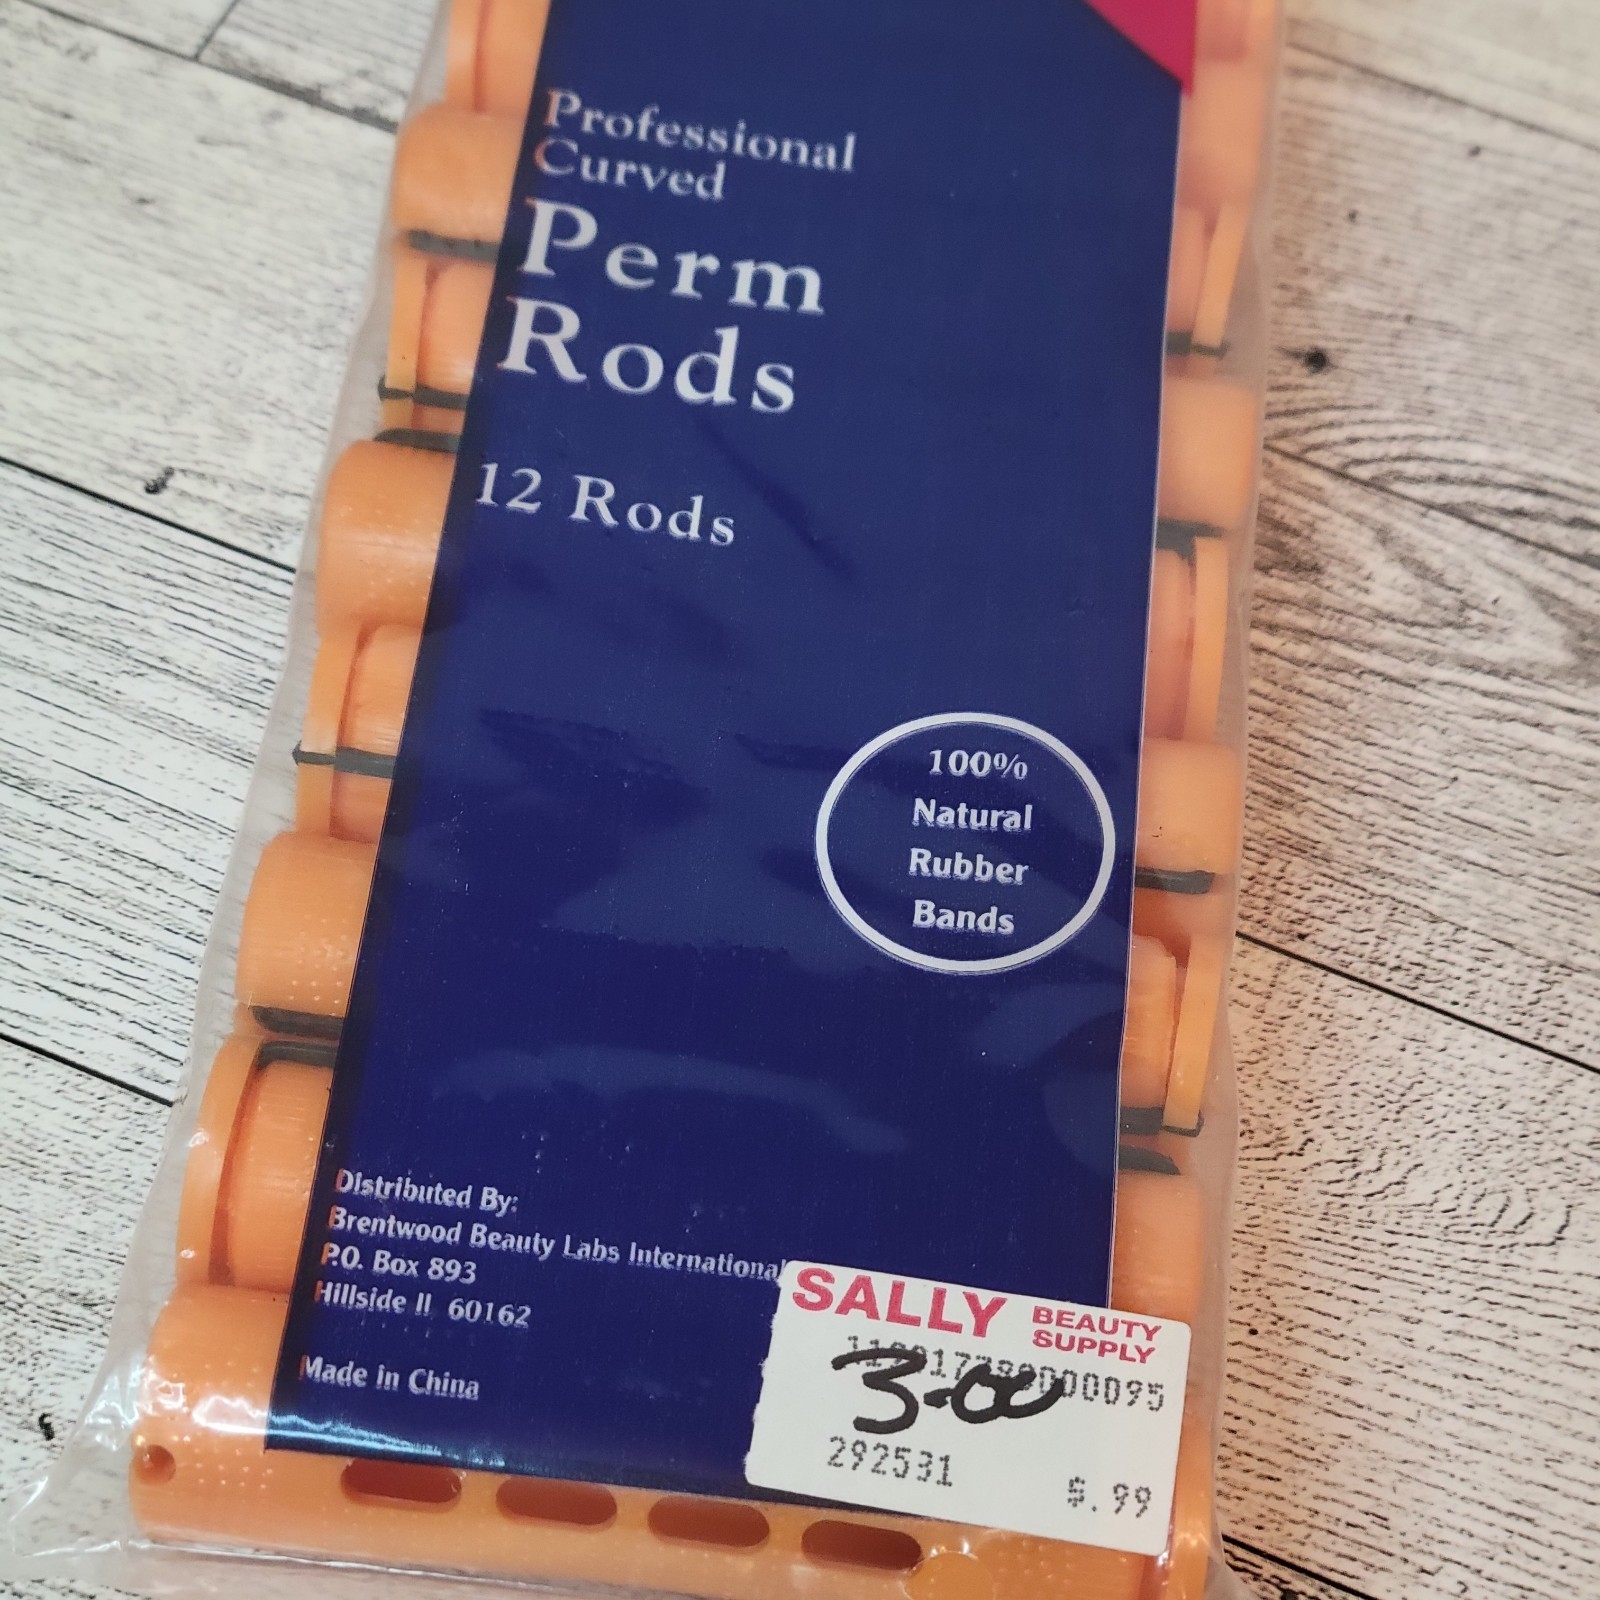 Professional
Curved
Perm
Rods
12 Rods
100%
Natural
Rubber
Bands
Distributed By:
Brentwood Beauty Labs International
P.O. Box 893
Hillside Il 60162
Made in China
SALLY BEAUTY
SUPPLY
3.00
292531
$.99